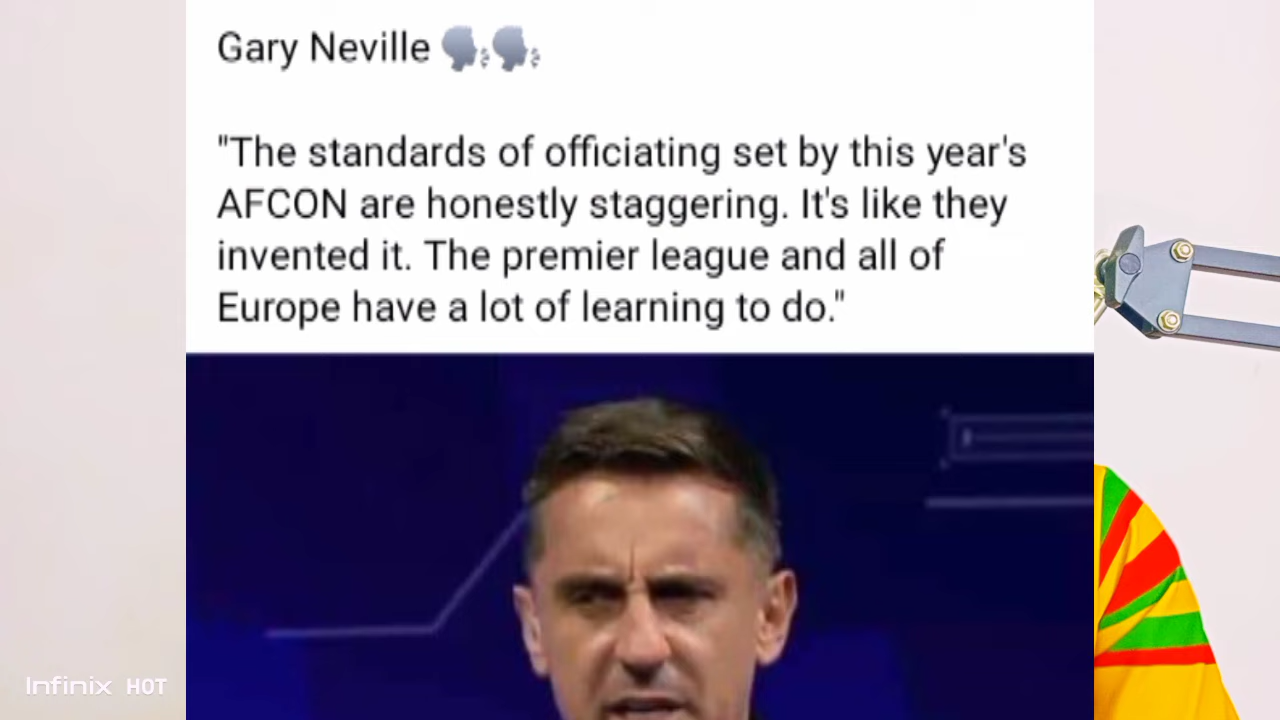 Gary Neville 🗣️🗣️
"The standards of officiating set by this year's
AFCON are honestly staggering. It's like they
invented it. The premier league and all of
Europe have a lot of learning to do."
Infinix HOT